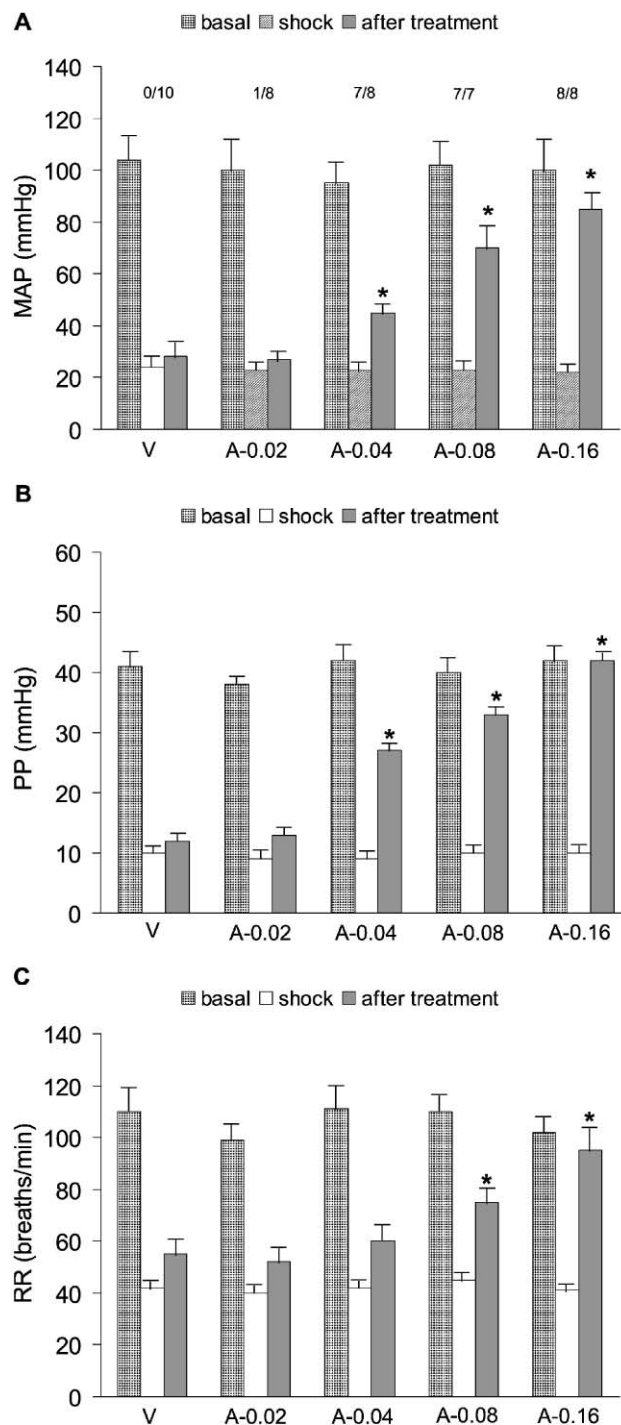 A
basal shock after treatment
140
120
100
80
60
40
20
0
MAP (mmHg)
0/10 1/8 7/8 7/7 8/8
* * *
V A-0.02 A-0.04 A-0.08 A-0.16
B
basal shock after treatment
60
50
40
30
20
10
0
PP (mmHg)
* * *
V A-0.02 A-0.04 A-0.08 A-0.16
C
basal shock after treatment
140
120
100
80
60
40
20
0
RR (breaths/min)
* *
V A-0.02 A-0.04 A-0.08 A-0.16